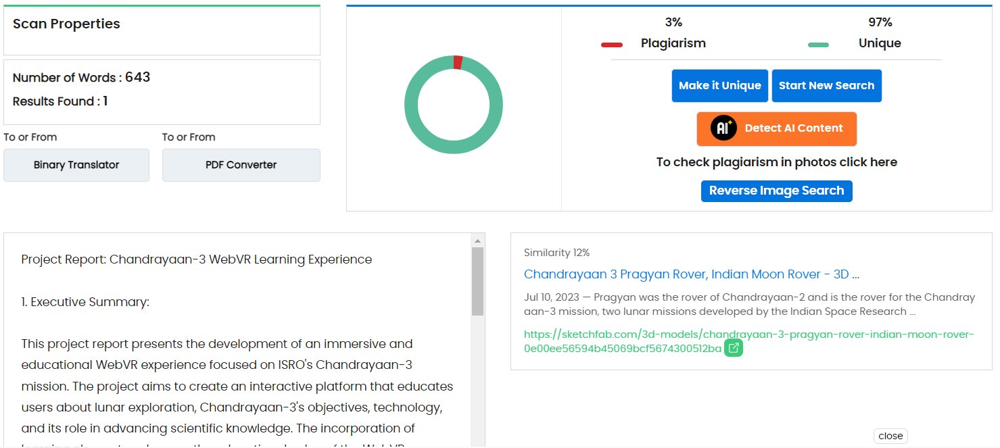 Scan Properties
Number of Words : 643
Results Found : 1
To or From
To or From
Binary Translator
PDF Converter
3%
97%
Plagiarism
Unique
Make it Unique
Start New Search
AI
Detect AI Content
To check plagiarism in photos click here
Reverse Image Search
Project Report: Chandrayaan-3 WebVR Learning Experience
1. Executive Summary:
This project report presents the development of an immersive and
educational WebVR experience focused on ISRO's Chandrayaan-3
mission. The project aims to create an interactive platform that educates
users about lunar exploration, Chandrayaan-3's objectives, technology,
and its role in advancing scientific knowledge. The incorporation of
Similarity 12%
Chandrayaan 3 Pragyan Rover, Indian Moon Rover - 3D ...
Jul 10, 2023 — Pragyan was the rover of Chandrayaan-2 and is the rover for the Chandray
aan-3 mission, two lunar missions developed by the Indian Space Research ...
https://sketchfab.com/3d-models/chandrayaan-3-pragyan-rover-indian-moon-rover-
0e00ee56594b45069bcf5674300512ba
close